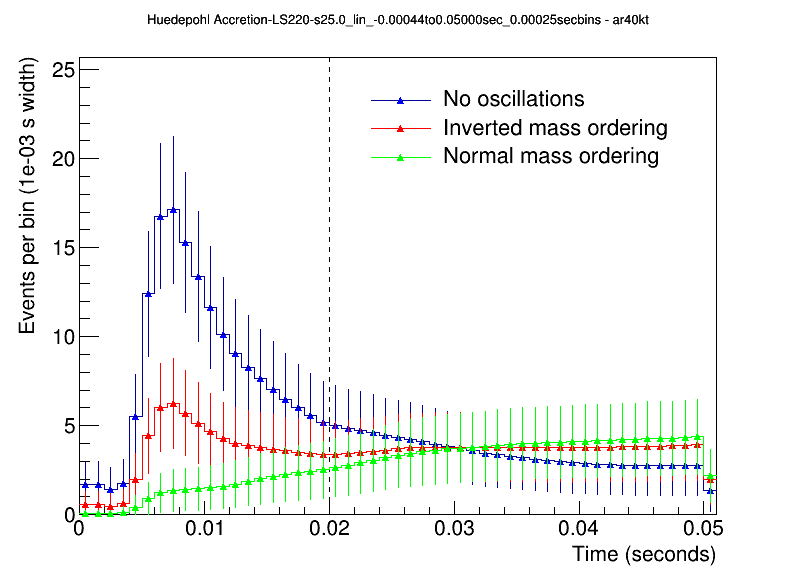 Huedepohl Accretion-LS220-s25.0_lin_-0.00044to0.05000sec_0.00025secbins - ar40kt
Events per bin (1e-03 s width)
25
20
15
10
5
0
No oscillations
Inverted mass ordering
Normal mass ordering
0 0.01 0.02 0.03 0.04 0.05
Time (seconds)